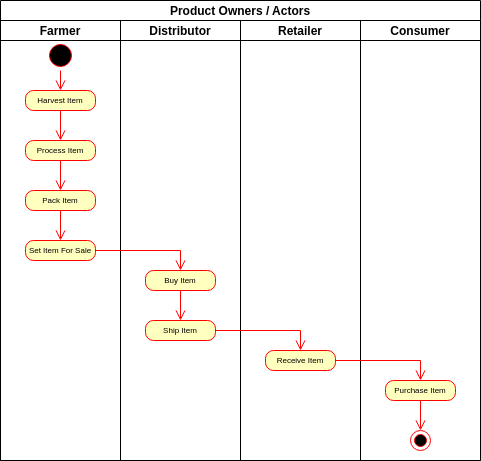 Product Owners / Actors
Farmer
Distributor
Retailer
Consumer
Harvest Item
Process Item
Pack Item
Set Item For Sale
Buy Item
Ship Item
Receive Item
Purchase Item